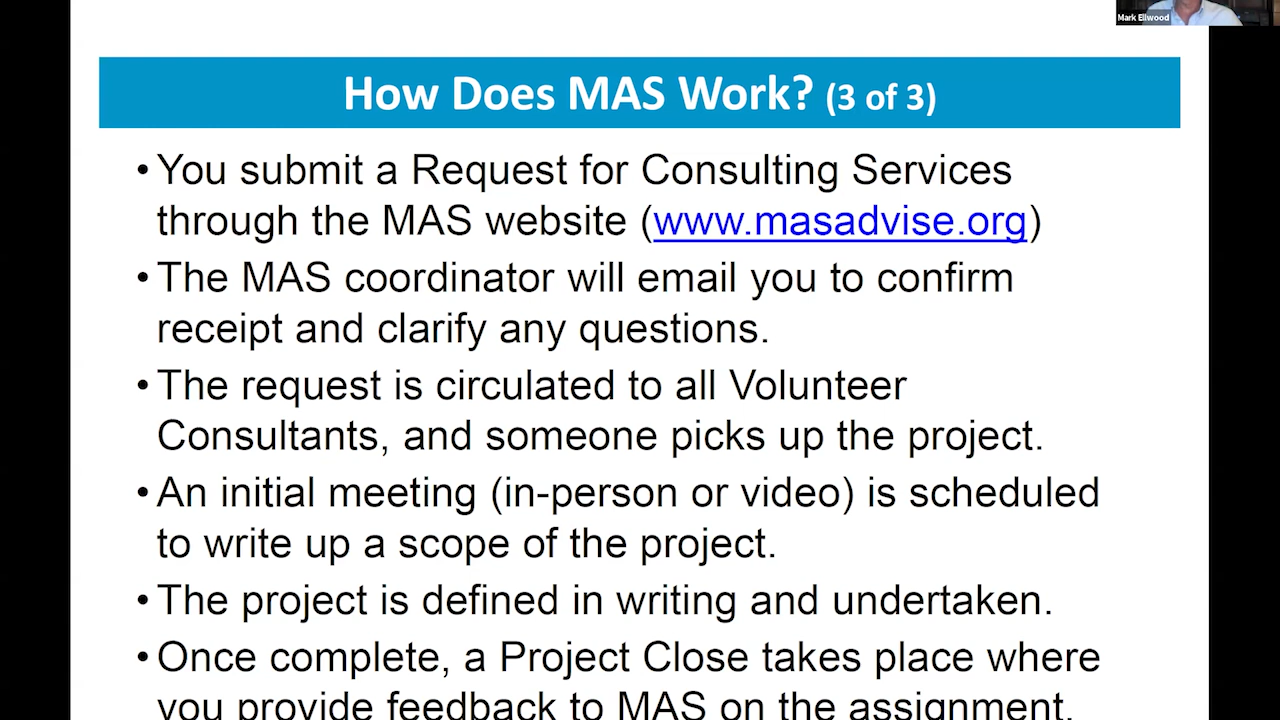 Mark Ellwood
How Does MAS Work? (3 of 3)
•You submit a Request for Consulting Services
through the MAS website (www.masadvise.org)
•The MAS coordinator will email you to confirm
receipt and clarify any questions.
•The request is circulated to all Volunteer
Consultants, and someone picks up the project.
•An initial meeting (in-person or video) is scheduled
to write up a scope of the project.
•The project is defined in writing and undertaken.
•Once complete, a Project Close takes place where
you provide feedback to MAS on the assignment.